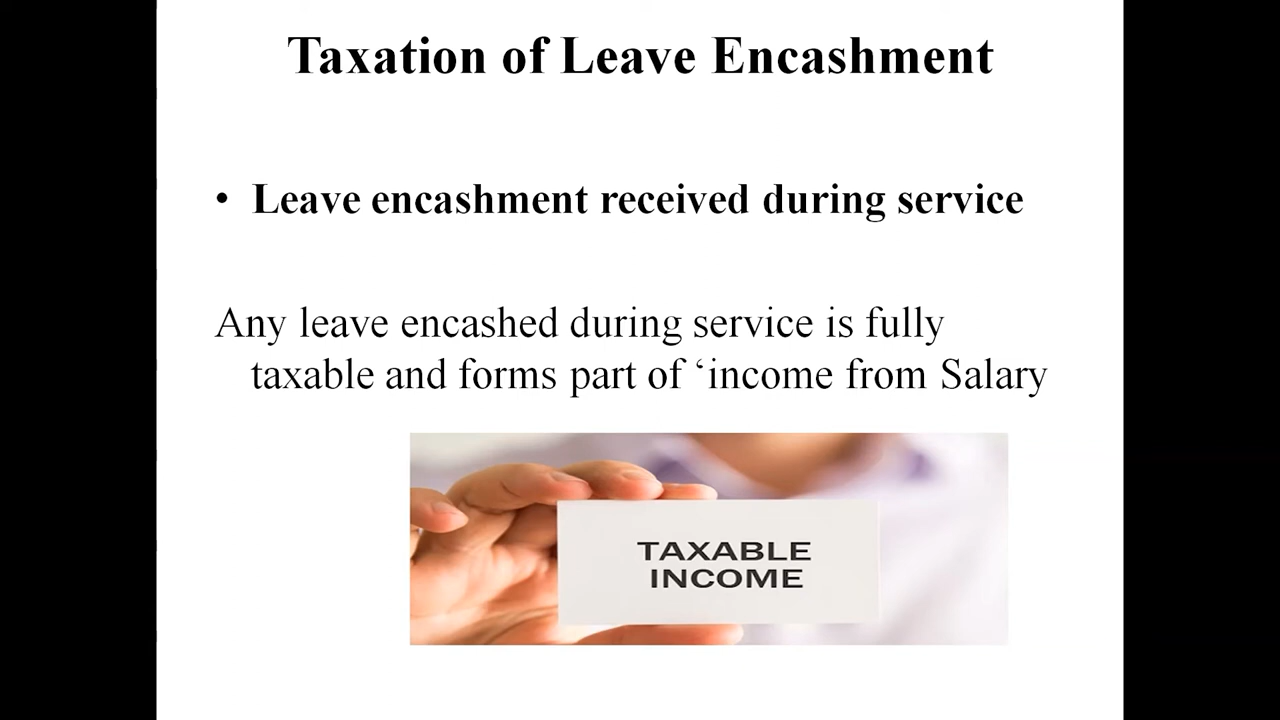 Taxation of Leave Encashment
• Leave encashment received during service
Any leave encashed during service is fully
taxable and forms part of ‘income from Salary
TAXABLE
INCOME